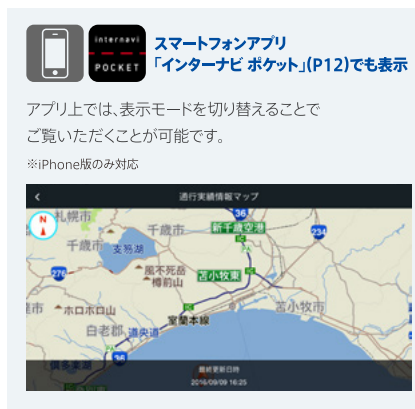 internavi
POCKET
スマートフォンアプリ
「インターナビ ポケット」(P12)でも表示
アプリ上では、表示モードを切り替えることで
ご覧いただくことが可能です。
※iPhone版のみ対応
通行実績情報マップ
N
札幌市
千歳市
36
新千歳空港
234
千歳市
支笏湖
276
風不死岳
樽前山
苫小牧東
ホロホロ山
苫小牧市
白老郡
道央道
室蘭本線
36
最終更新日時
2016/09/09 16:25